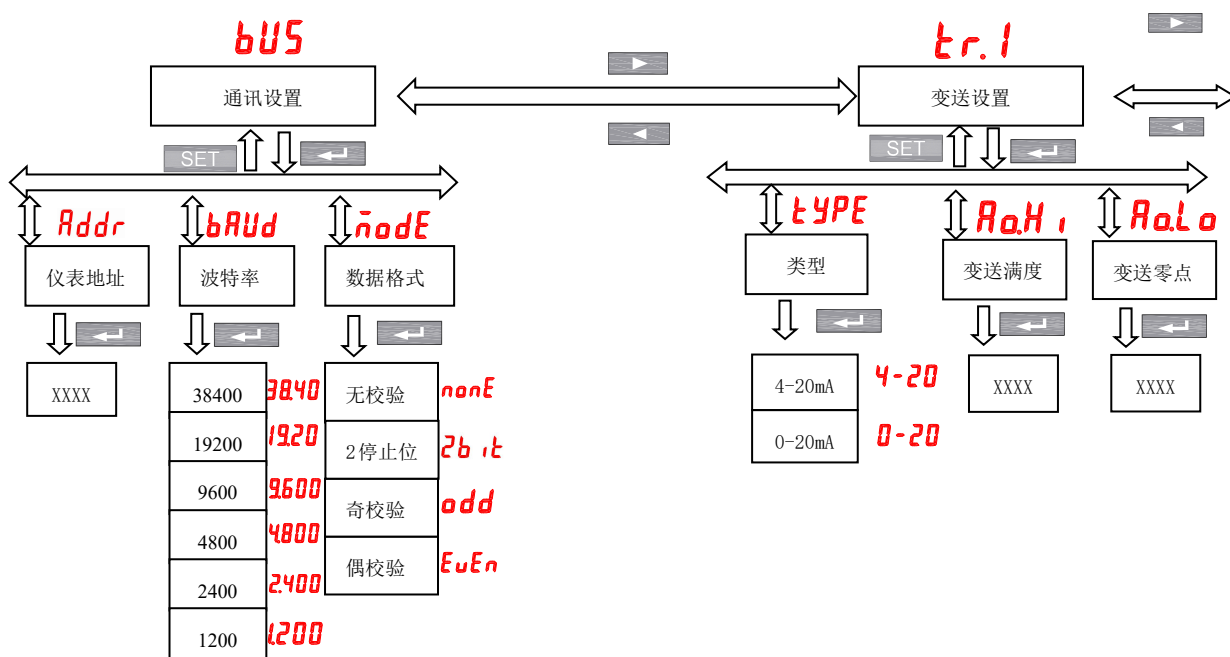 bUS
tr.1
通讯设置
变送设置
SET
SET
Addr
bAUd
modE
tYPE
Ao.Hi
Ao.Lo
仪表地址
波特率
数据格式
类型
变送满度
变送零点
XXXX
38400
38.40
无校验
nonE
4-20mA
4-20
XXXX
XXXX
19200
19.20
2停止位
2bit
0-20mA
0-20
9600
9.600
奇校验
odd
4800
4.800
偶校验
EvEn
2400
2.400
1200
1.200